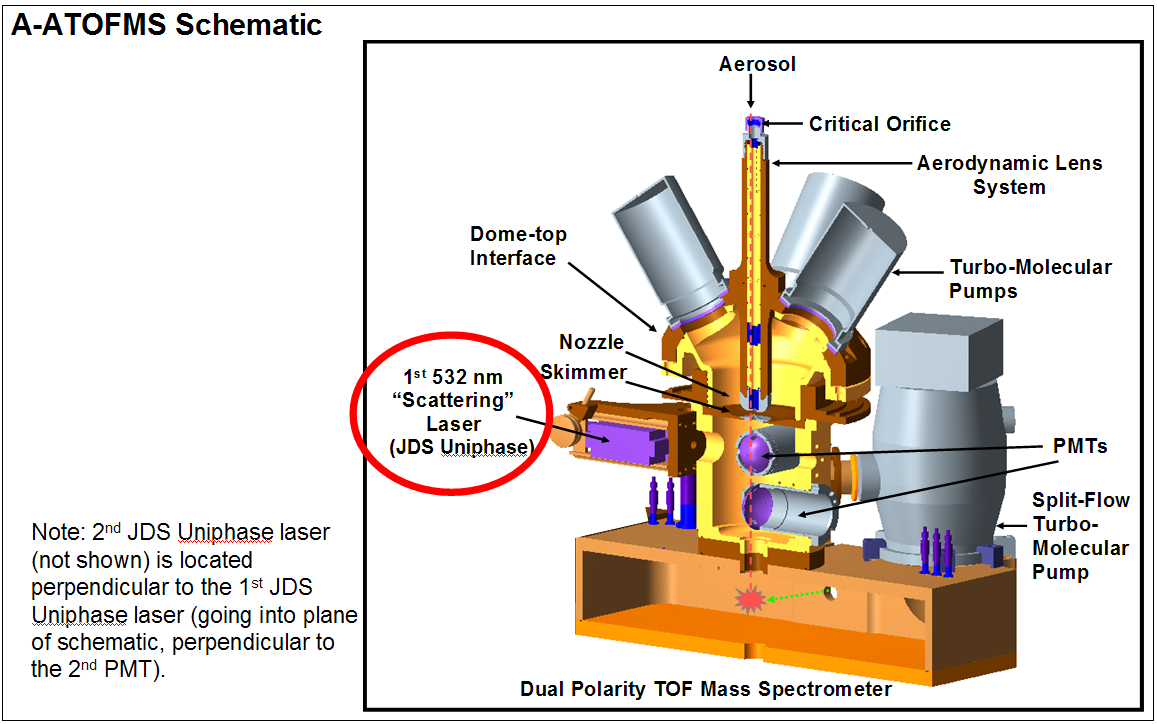 A-ATOFMS Schematic
Aerosol
Critical Orifice
Aerodynamic Lens
System
Dome-top
Interface
Turbo-Molecular
Pumps
Nozzle
Skimmer
1st 532 nm
“Scattering”
Laser
(JDS Uniphase)
PMTs
Split-Flow
Turbo-
Molecular
Pump
Note: 2nd JDS Uniphase laser
(not shown) is located
perpendicular to the 1st JDS
Uniphase laser (going into plane
of schematic, perpendicular to
the 2nd PMT).
Dual Polarity TOF Mass Spectrometer